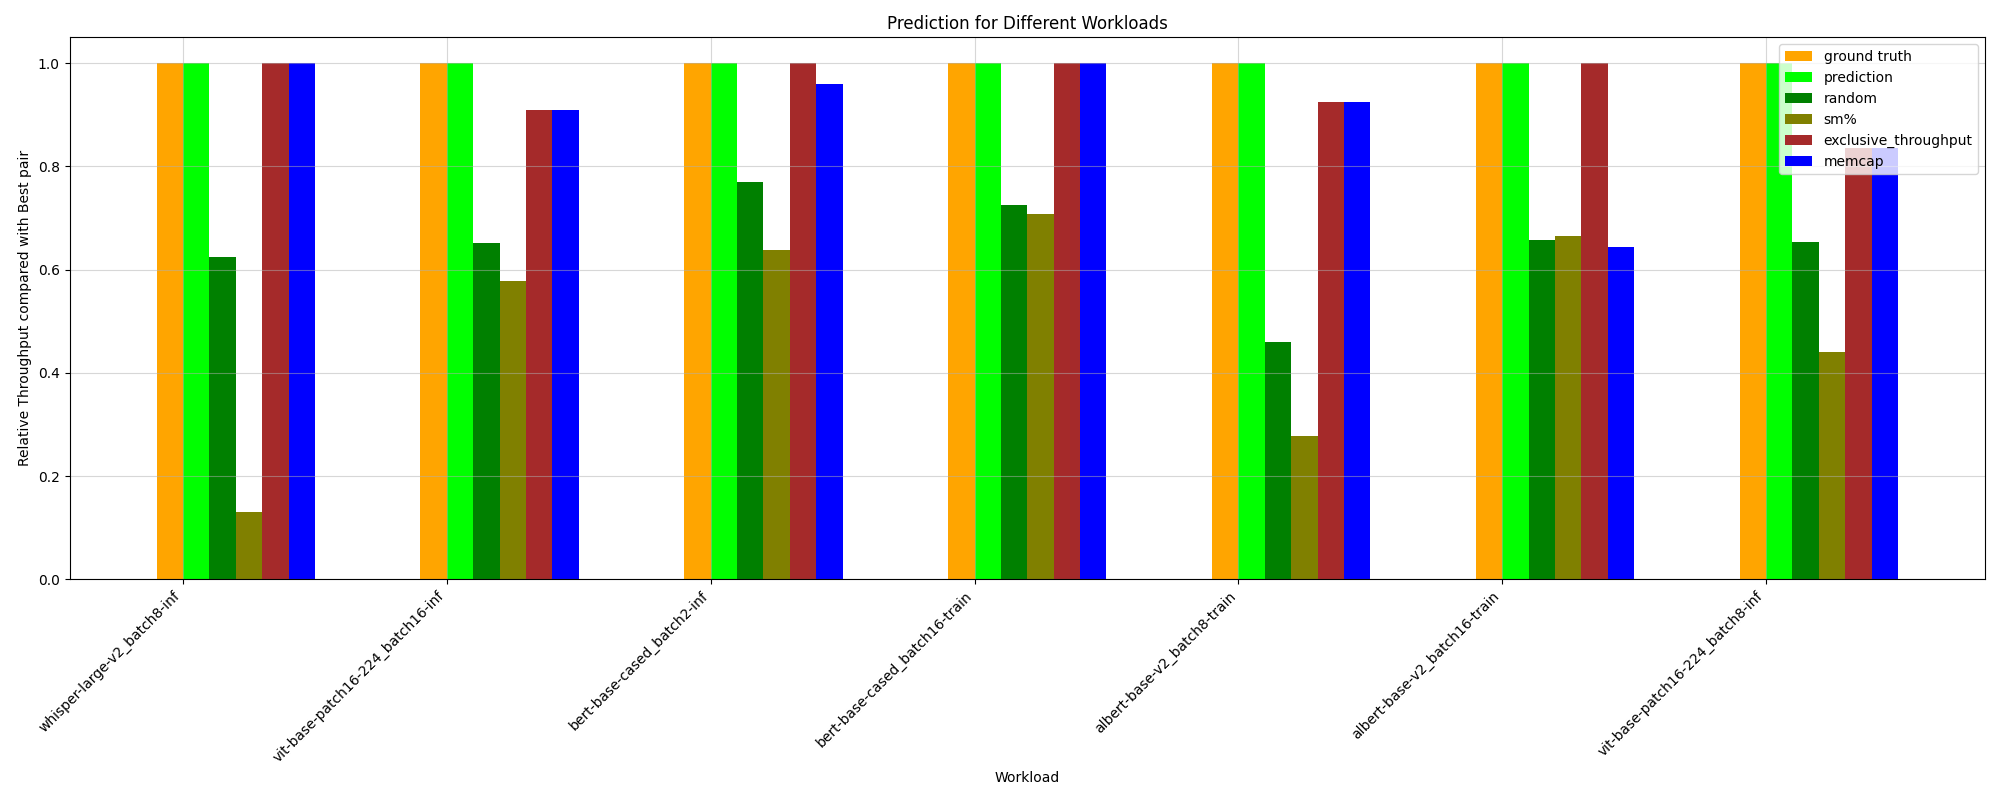 Prediction for Different Workloads
Relative Throughput compared with Best pair
1.0
0.8
0.6
0.4
0.2
0.0
ground truth
prediction
random
sm%
exclusive_throughput
memcap
whisper-large-v2_batch8-inf
vit-base-patch16-224_batch16-inf
bert-base-cased_batch2-inf
bert-base-cased_batch16-train
albert-base-v2_batch8-train
albert-base-v2_batch16-train
vit-base-patch16-224_batch8-inf
Workload